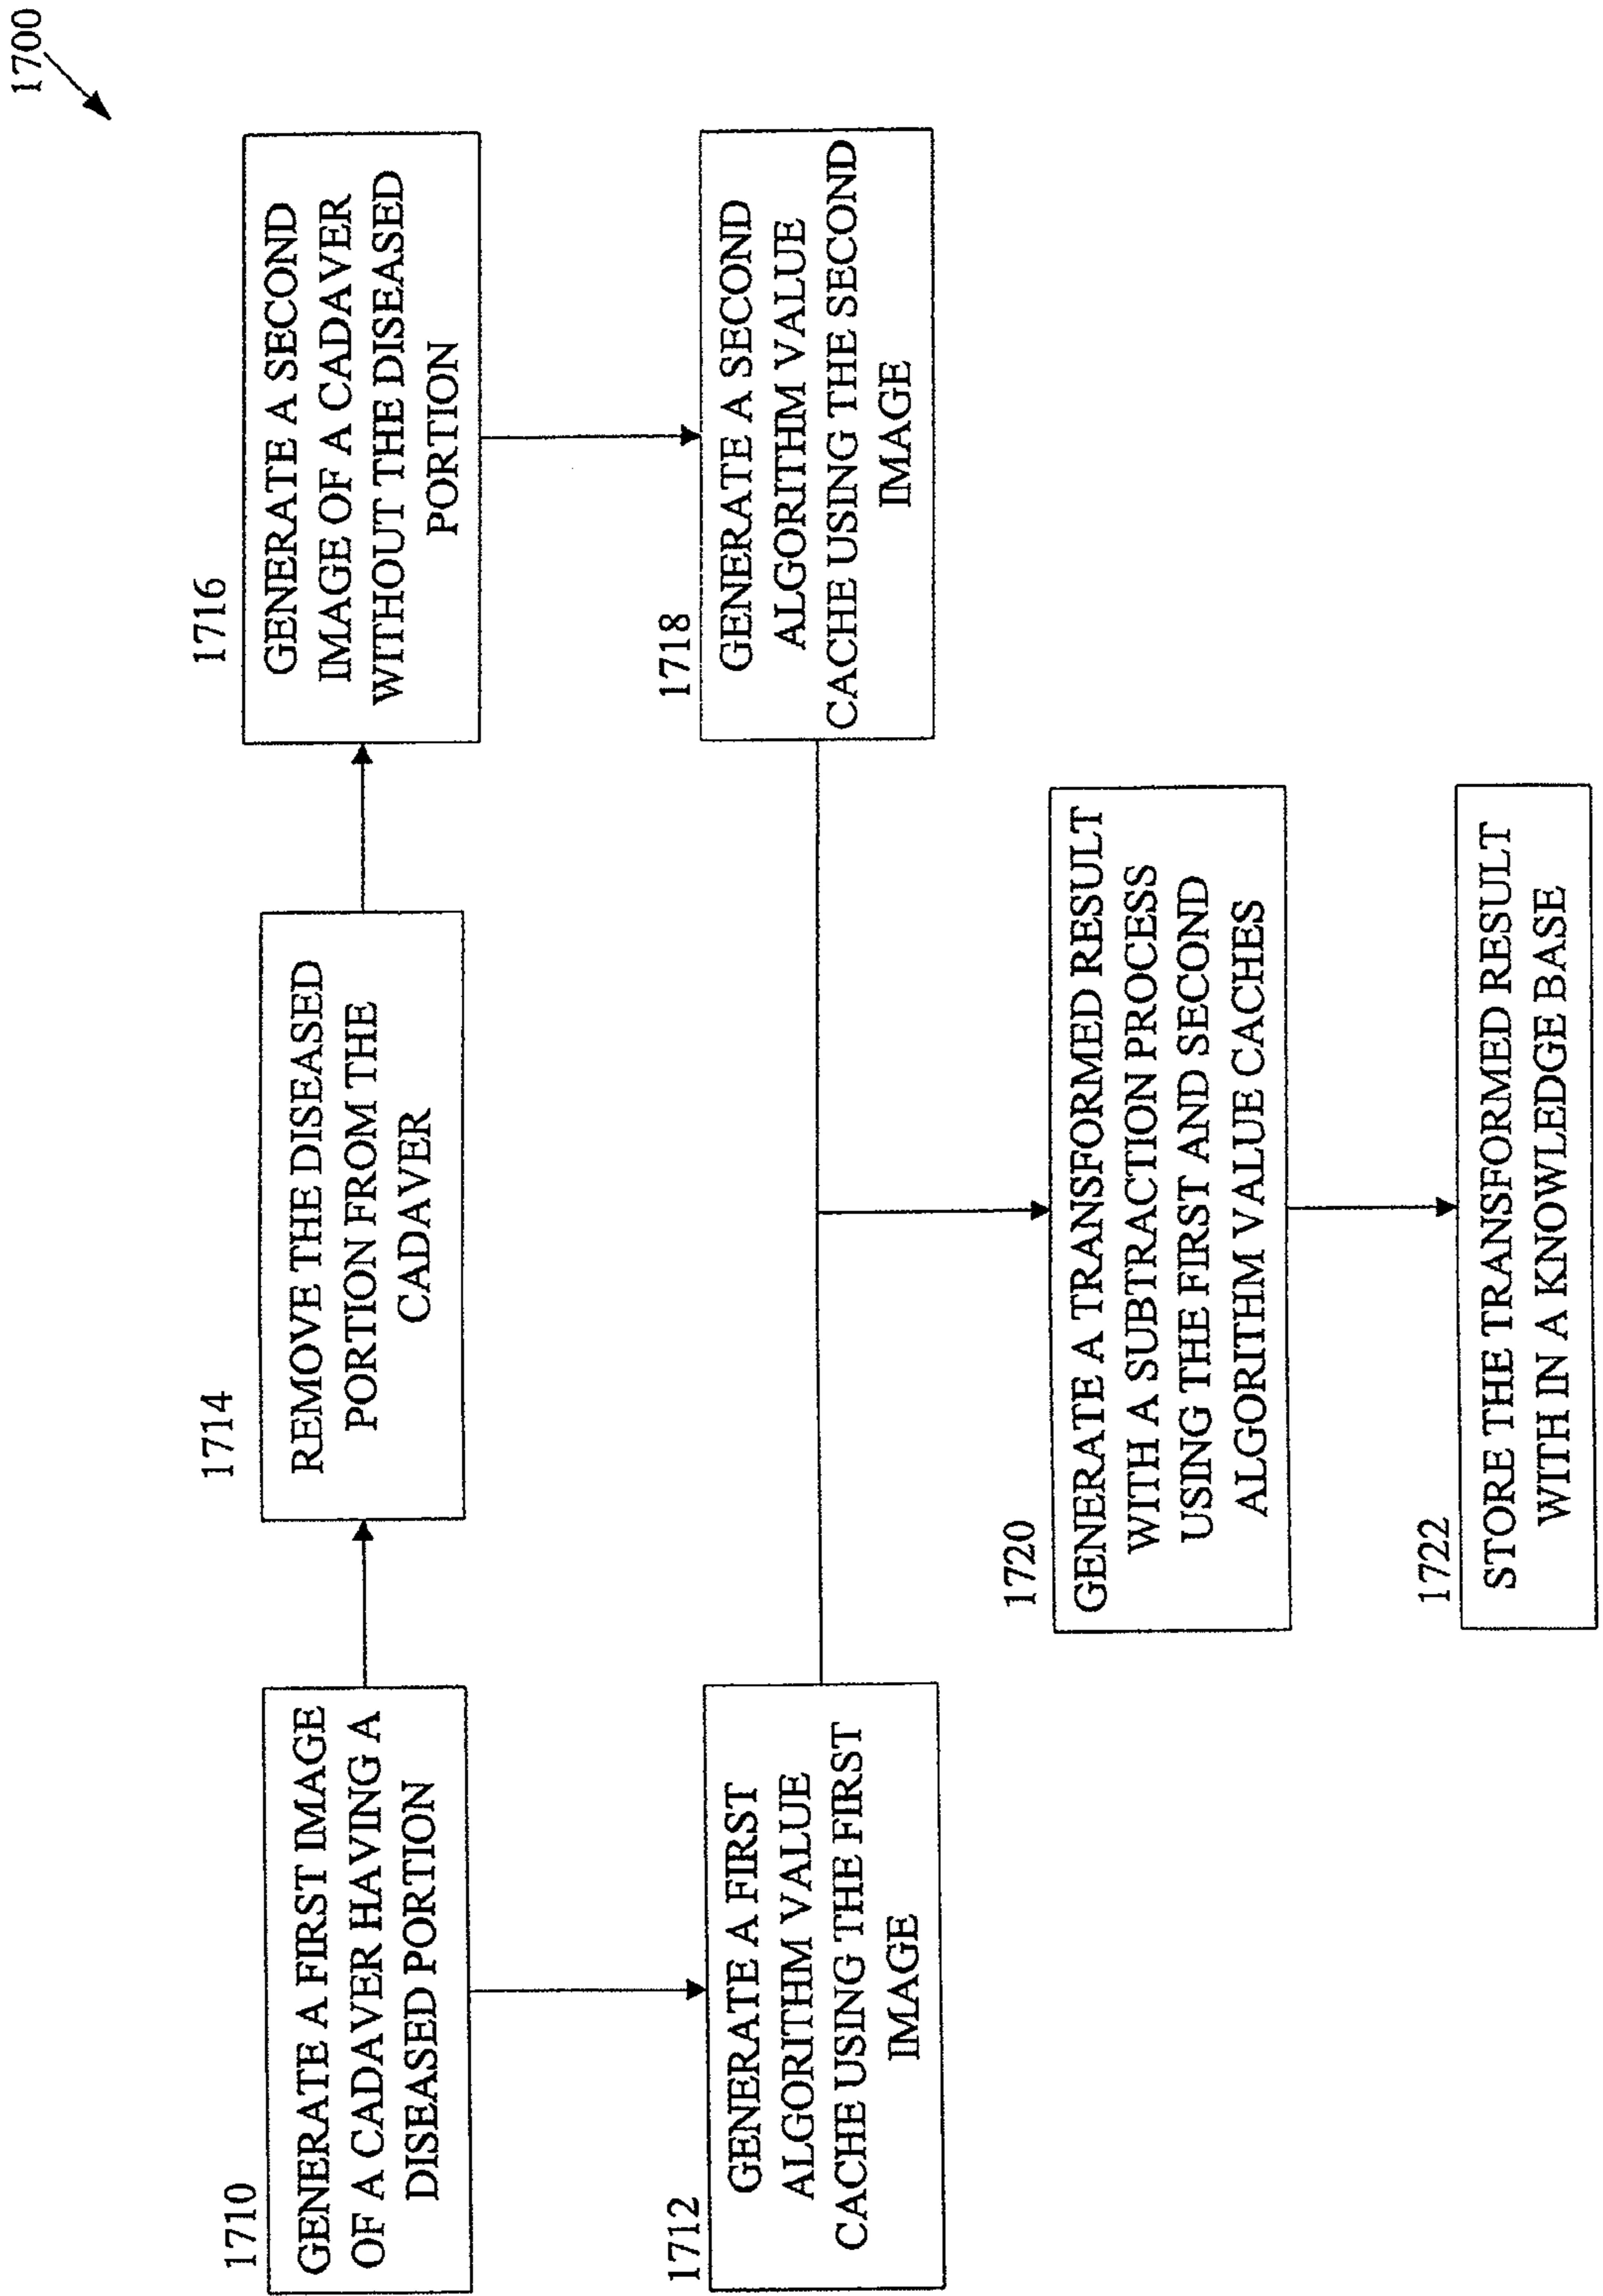 1700
1710
GENERATE A FIRST IMAGE
OF A CADAVER HAVING A
DISEASED PORTION
1714
REMOVE THE DISEASED
PORTION FROM THE
CADAVER
1716
GENERATE A SECOND
IMAGE OF A CADAVER
WITHOUT THE DISEASED
PORTION
1712
GENERATE A FIRST
ALGORITHM VALUE
CACHE USING THE FIRST
IMAGE
1718
GENERATE A SECOND
ALGORITHM VALUE
CACHE USING THE SECOND
IMAGE
1720
GENERATE A TRANSFORMED RESULT
WITH A SUBTRACTION PROCESS
USING THE FIRST AND SECOND
ALGORITHM VALUE CACHES
1722
STORE THE TRANSFORMED RESULT
WITH IN A KNOWLEDGE BASE